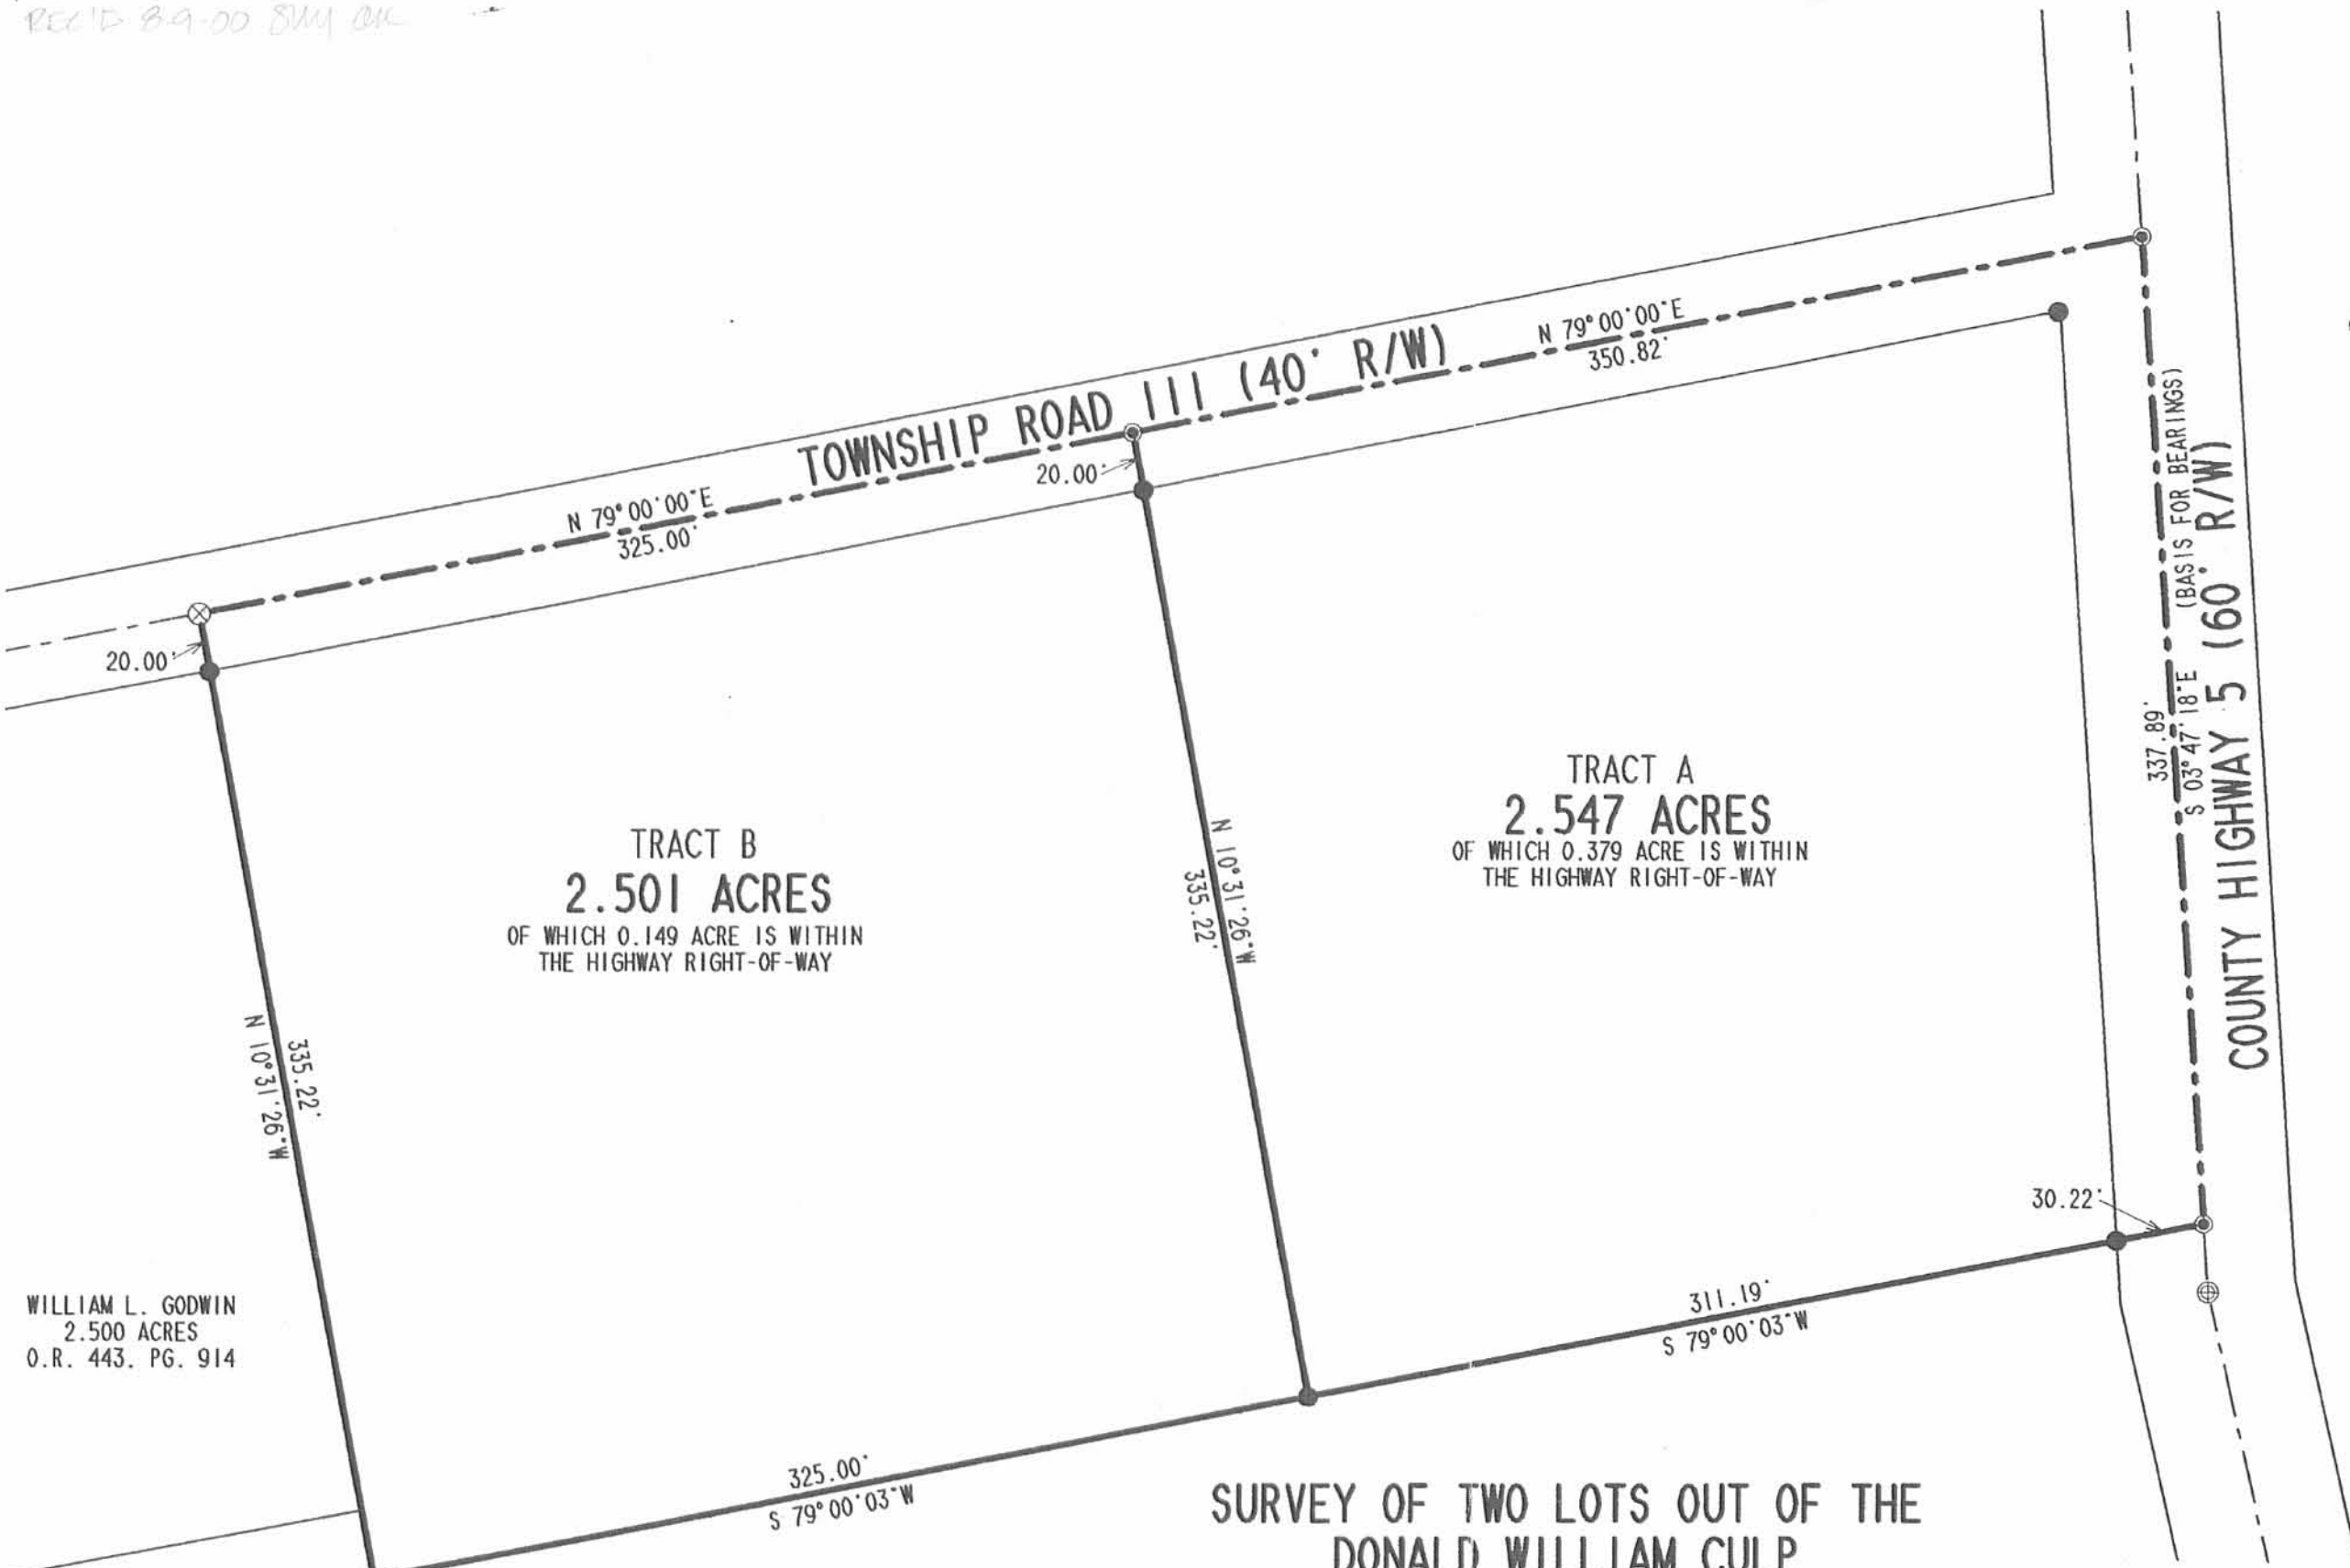 REC'D 8-9-00
N 79°00'00"E
350.82'
TOWNSHIP ROAD 111 (40' R/W)
20.00'
N 79°00'00"E
325.00'
20.00'
337.89'
S 03°47'18"E (BASIS FOR BEARINGS)
COUNTY HIGHWAY 5 (60' R/W)
TRACT A
2.547 ACRES
OF WHICH 0.379 ACRE IS WITHIN
THE HIGHWAY RIGHT-OF-WAY
TRACT B
2.501 ACRES
OF WHICH 0.149 ACRE IS WITHIN
THE HIGHWAY RIGHT-OF-WAY
N 10°31'26"W
335.22'
N 10°31'26"W
335.22'
30.22'
WILLIAM L. GODWIN
2.500 ACRES
O.R. 443. PG. 914
311.19'
S 79°00'03"W
325.00'
S 79°00'03"W
SURVEY OF TWO LOTS OUT OF THE
DONALD WILLIAM CULP